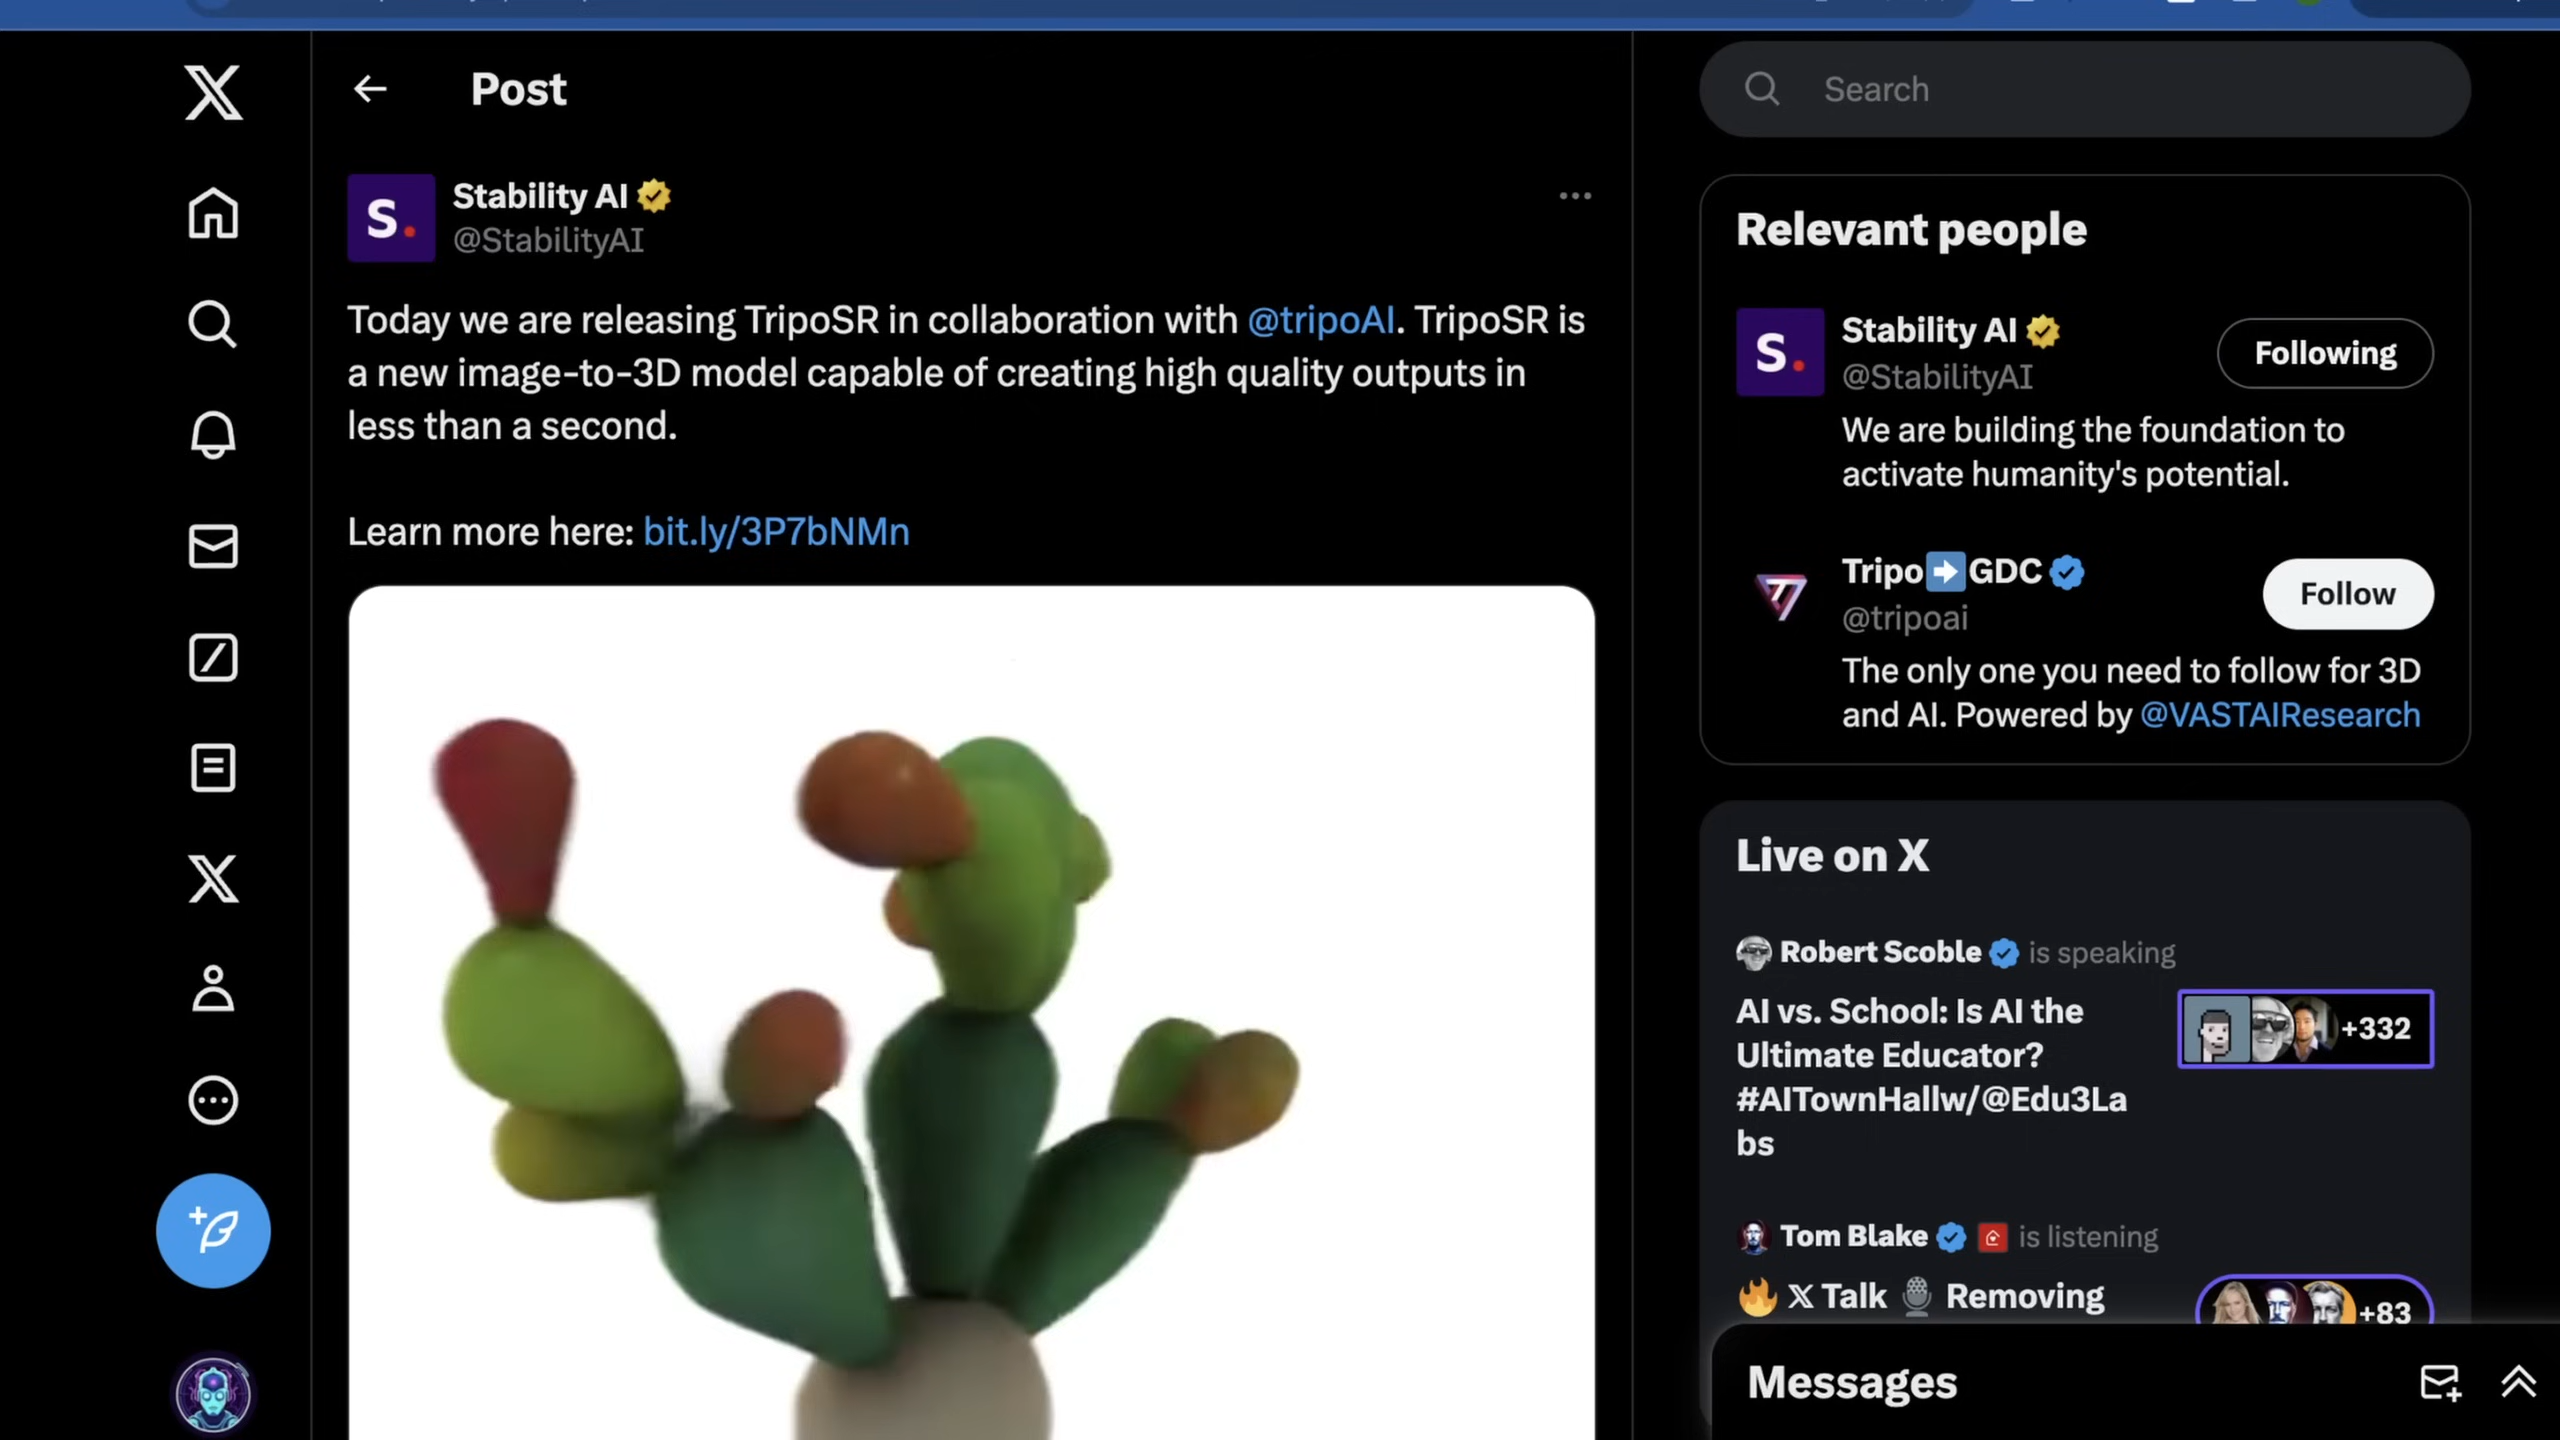 Post
Stability AI
@StabilityAI
Today we are releasing TripoSR in collaboration with @tripoAI. TripoSR is
a new image-to-3D model capable of creating high quality outputs in
less than a second.
Learn more here: bit.ly/3P7bNMn
Search
Relevant people
Stability AI
@StabilityAI
Following
We are building the foundation to
activate humanity's potential.
Tripo➡️GDC
@tripoai
Follow
The only one you need to follow for 3D
and AI. Powered by @VASTAIResearch
Live on X
Robert Scoble is speaking
AI vs. School: Is AI the
Ultimate Educator?
#AITownHallw/@Edu3La
bs
+332
Tom Blake is listening
🔥 X Talk 🎙️ Removing
+83
Messages
S.
S.